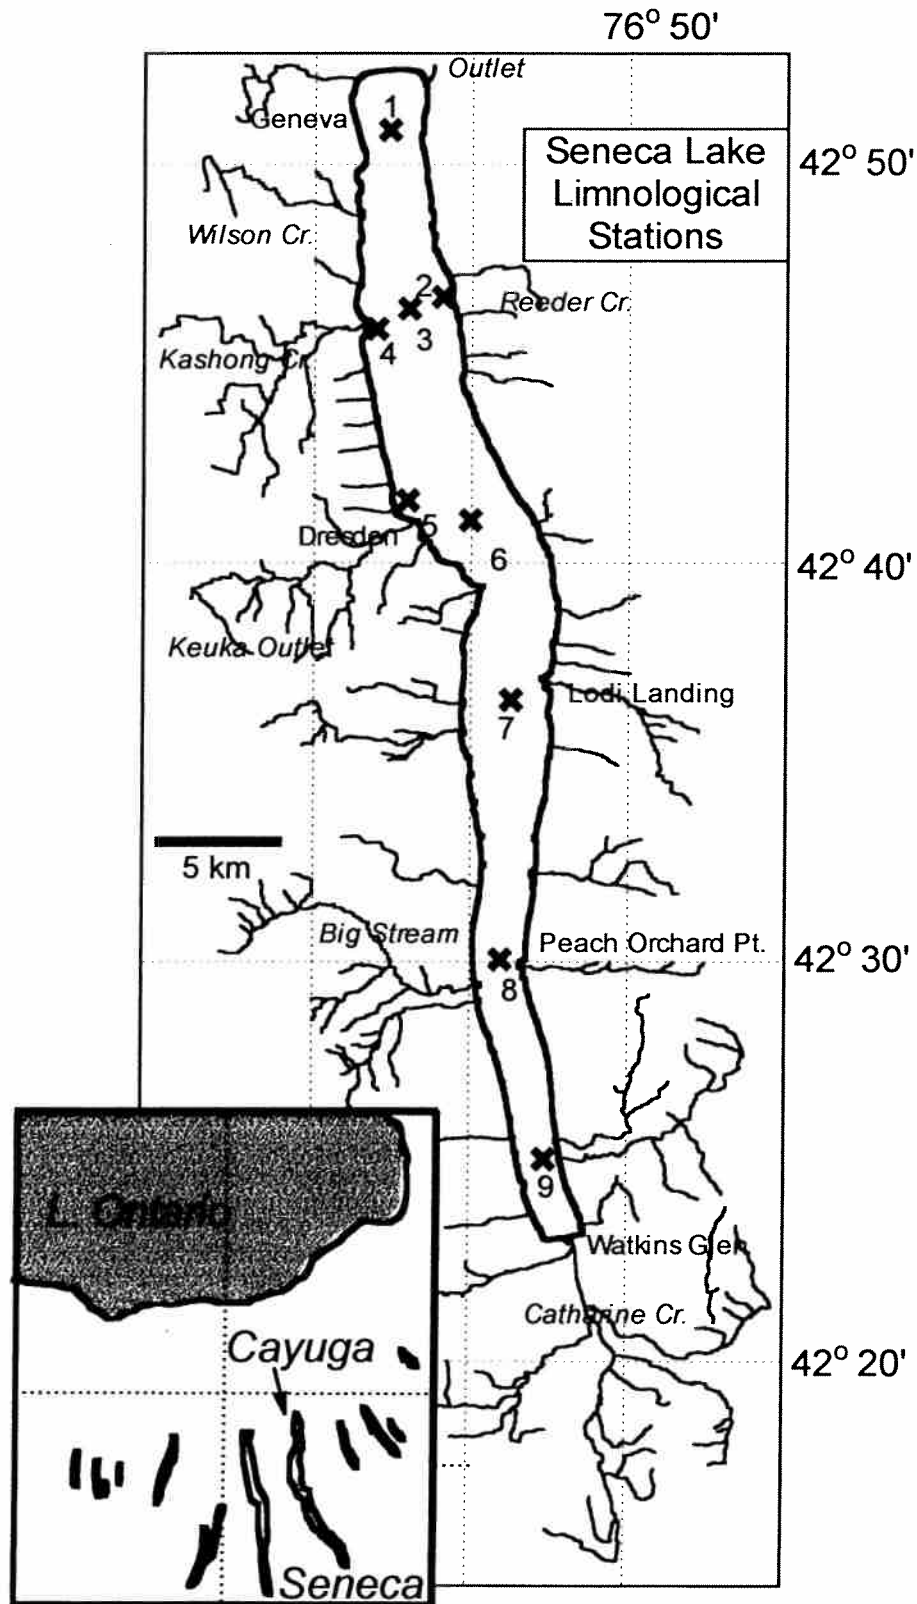 76° 50'
Outlet
1
Geneva
Seneca Lake
Limnological
Stations
42° 50'
Wilson Cr.
2
Reeder Cr.
3
4
Kashong Cr.
5
Dresden
6
42° 40'
Keuka Outlet
Lodi Landing
7
5 km
Big Stream
Peach Orchard Pt.
42° 30'
8
9
L. Ontario
Watkins Glen
Catharine Cr.
Cayuga
42° 20'
Seneca